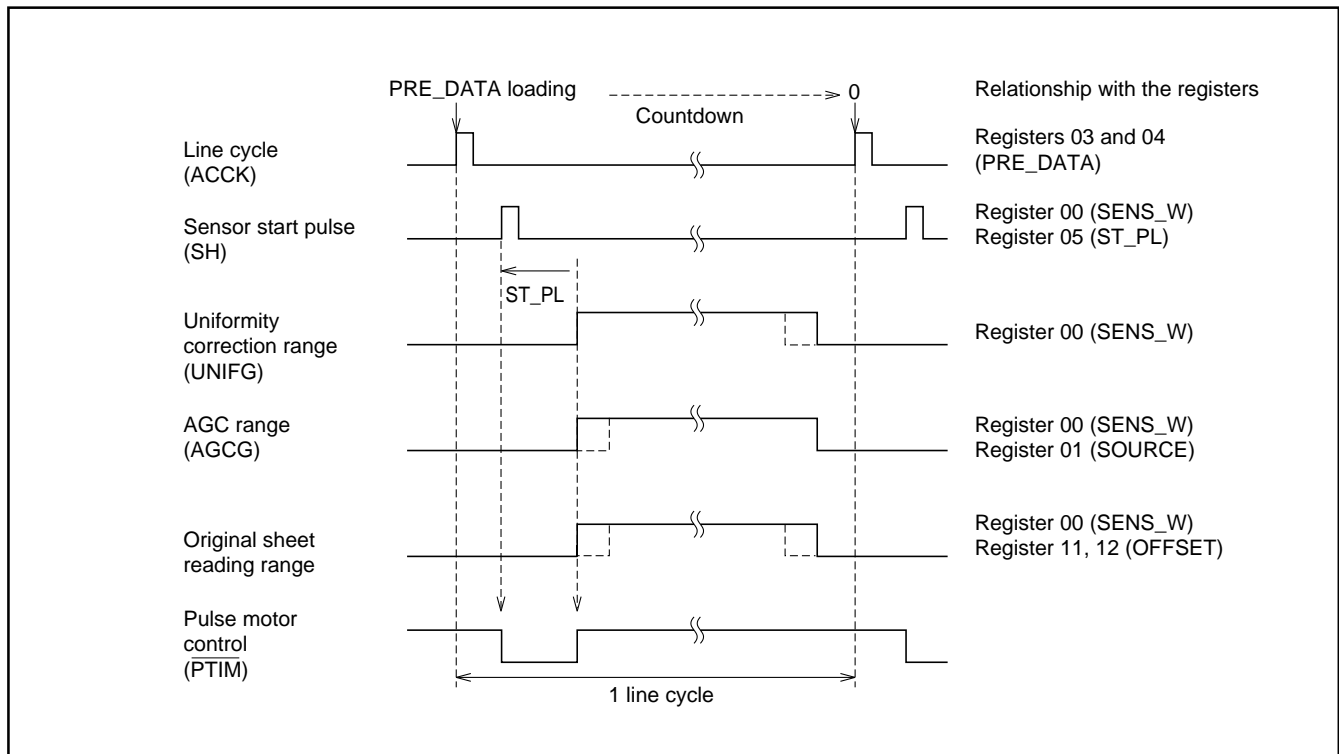 PRE_DATA loading
0
Countdown
Relationship with the registers
Line cycle
(ACCK)
Registers 03 and 04
(PRE_DATA)
Sensor start pulse
(SH)
Register 00 (SENS_W)
Register 05 (ST_PL)
ST_PL
Uniformity
correction range
(UNIFG)
Register 00 (SENS_W)
AGC range
(AGCG)
Register 00 (SENS_W)
Register 01 (SOURCE)
Original sheet
reading range
Register 00 (SENS_W)
Register 11, 12 (OFFSET)
Pulse motor
control
(PTIM)
1 line cycle